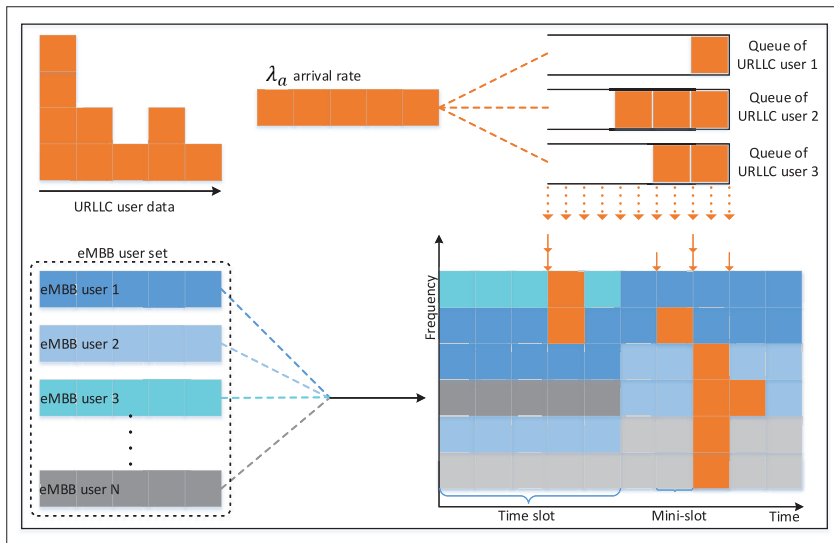 λa arrival rate
Queue of
URLLC user 1
Queue of
URLLC user 2
Queue of
URLLC user 3
URLLC user data
eMBB user set
eMBB user 1
eMBB user 2
eMBB user 3
eMBB user N
Frequency
Time slot
Mini-slot
Time